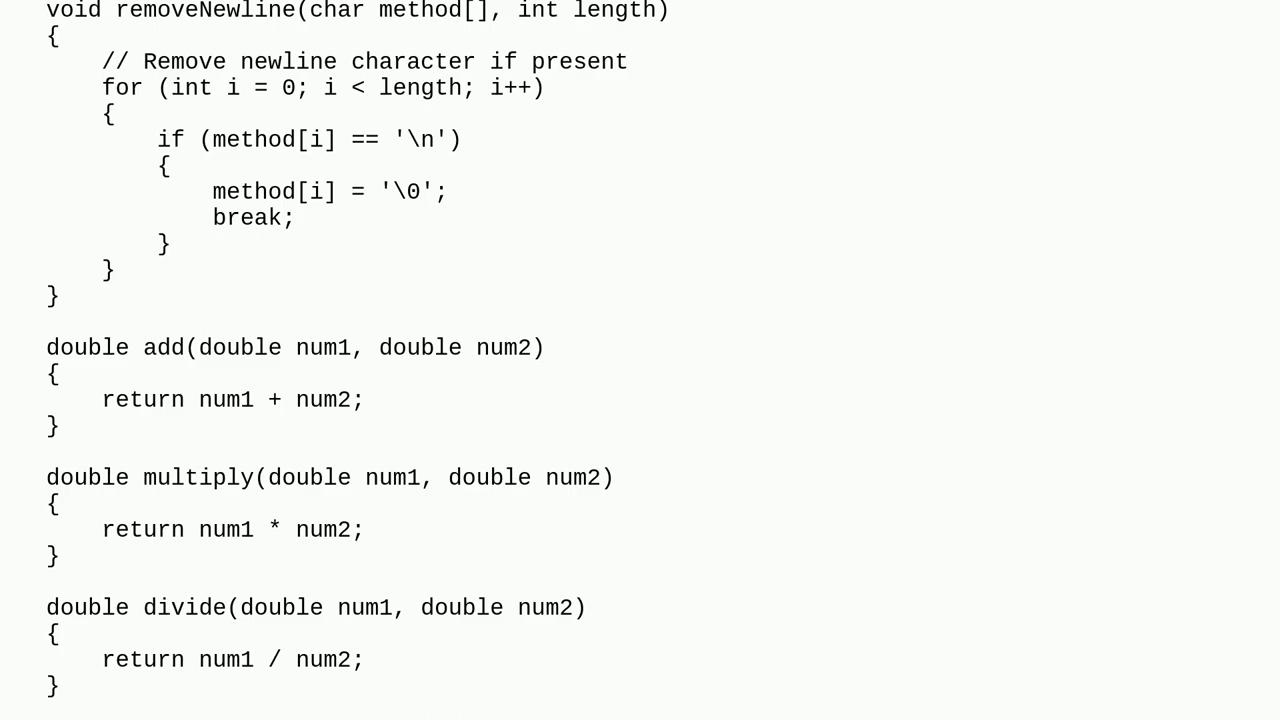 void removeNewline(char method[], int length)
{
    // Remove newline character if present
    for (int i = 0; i < length; i++)
    {
        if (method[i] == '\n')
        {
            method[i] = '\0';
            break;
        }
    }
}

double add(double num1, double num2)
{
    return num1 + num2;
}

double multiply(double num1, double num2)
{
    return num1 * num2;
}

double divide(double num1, double num2)
{
    return num1 / num2;
}